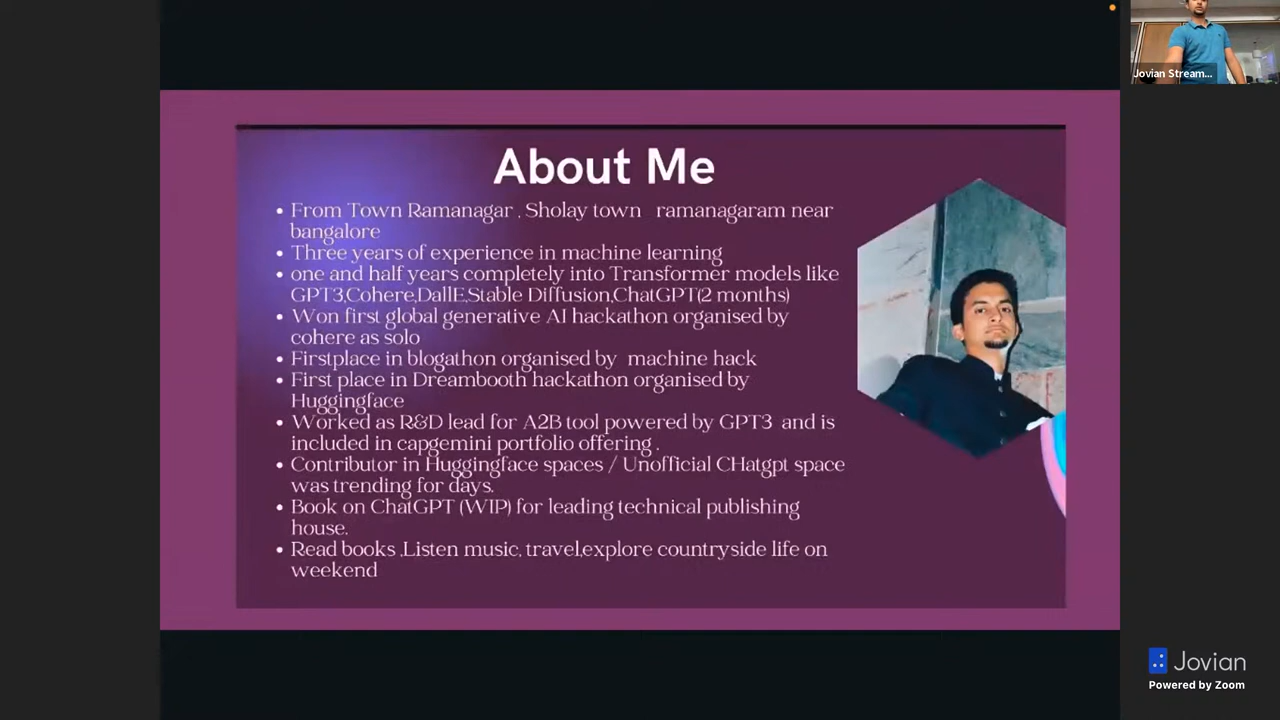 Jovian Stream...
About Me
• From Town Ramanagar , Sholay town ramanagaram near
bangalore
• Three years of experience in machine learning
• one and half years completely into Transformer models like
GPT3,Cohere,DallE,Stable Diffusion,ChatGPT(2 months)
• Won first global generative AI hackathon organised by
cohere as solo
• Firstplace in blogathon organised by machine hack
• First place in Dreambooth hackathon organised by
Huggingface
• Worked as R&D lead for A2B tool powered by GPT3 and is
included in capgemini portfolio offering .
• Contributor in Huggingface spaces / Unofficial CHatgpt space
was trending for days.
• Book on ChatGPT (WIP) for leading technical publishing
house.
• Read books ,Listen music, travel,explore countryside life on
weekend
Jovian
Powered by Zoom